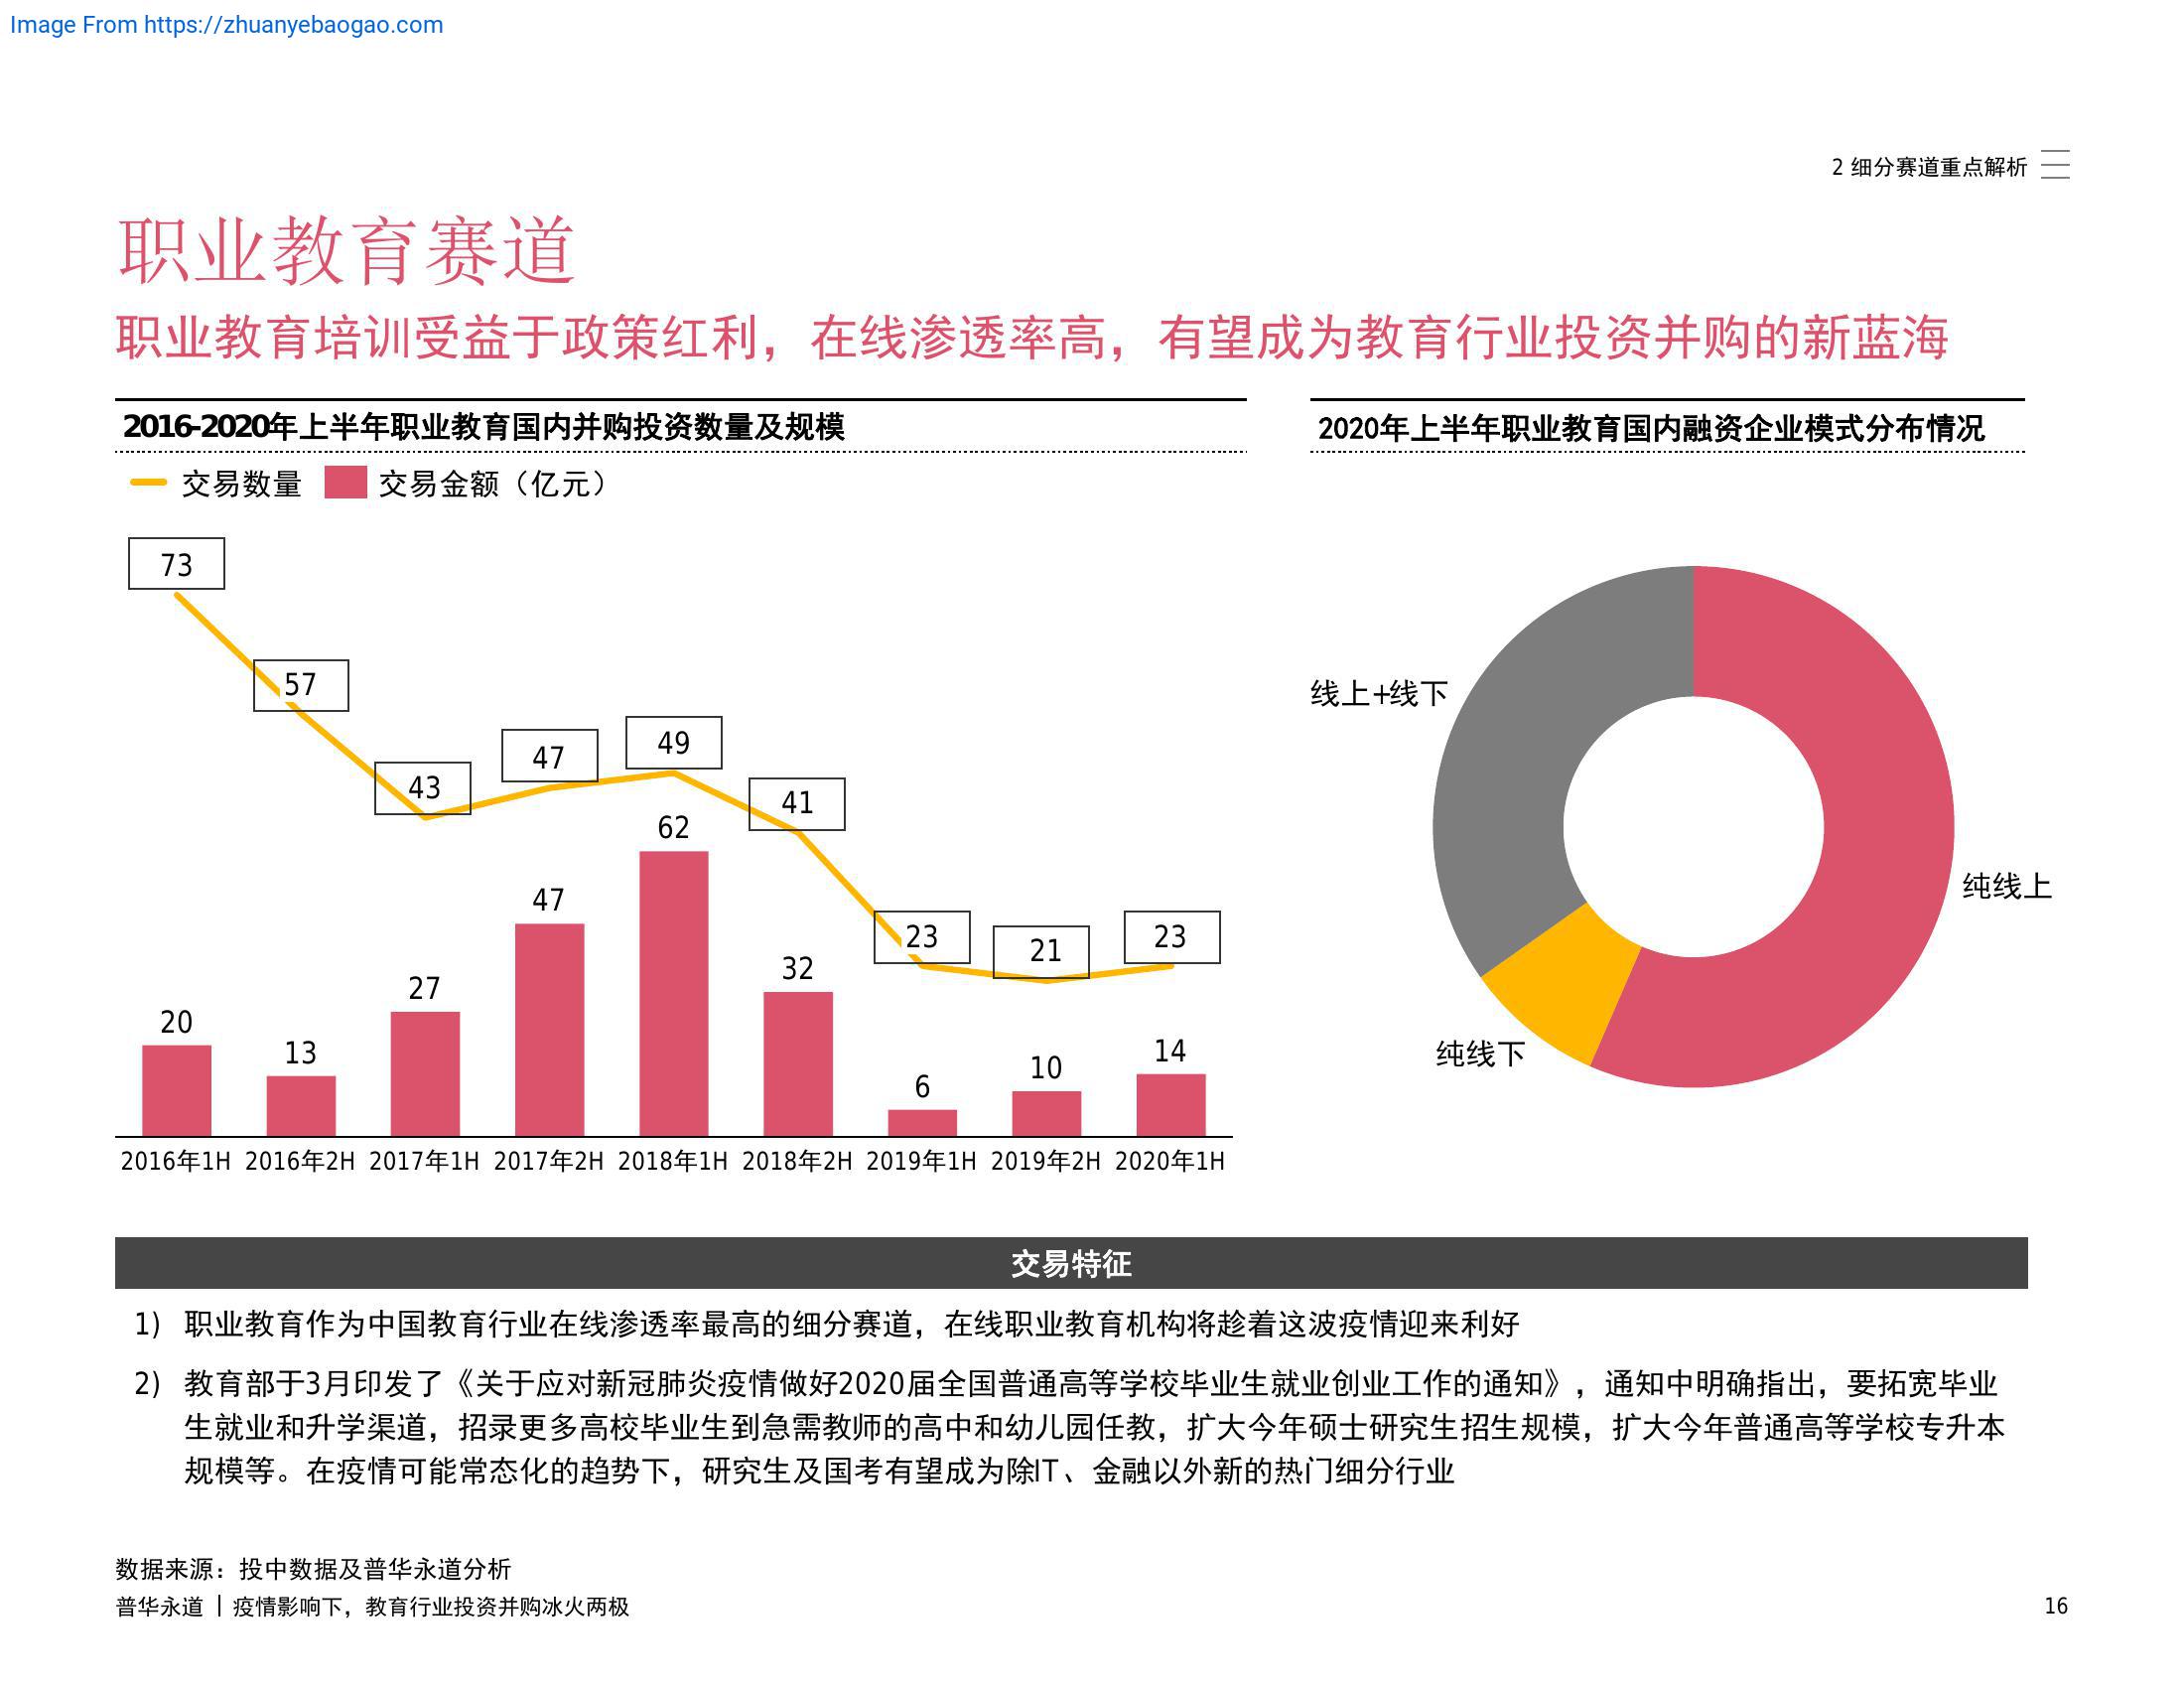 Image From https://zhuanyebaogao.com
2 细分赛道重点解析
职业教育赛道
职业教育培训受益于政策红利，在线渗透率高，有望成为教育行业投资并购的新蓝海
2016-2020年上半年职业教育国内并购投资数量及规模
交易数量 交易金额（亿元）
73
57
43
47
49
41
23
21
23
20
13
27
47
62
32
6
10
14
2016年1H 2016年2H 2017年1H 2017年2H 2018年1H 2018年2H 2019年1H 2019年2H 2020年1H
2020年上半年职业教育国内融资企业模式分布情况
线上+线下
纯线上
纯线下
交易特征
1) 职业教育作为中国教育行业在线渗透率最高的细分赛道，在线职业教育机构将趁着这波疫情迎来利好
2) 教育部于3月印发了《关于应对新冠肺炎疫情做好2020届全国普通高等学校毕业生就业创业工作的通知》，通知中明确指出，要拓宽毕业
生就业和升学渠道，招录更多高校毕业生到急需教师的高中和幼儿园任教，扩大今年硕士研究生招生规模，扩大今年普通高等学校专升本
规模等。在疫情可能常态化的趋势下，研究生及国考有望成为除IT、金融以外新的热门细分行业
数据来源：投中数据及普华永道分析
普华永道 | 疫情影响下，教育行业投资并购冰火两极
16